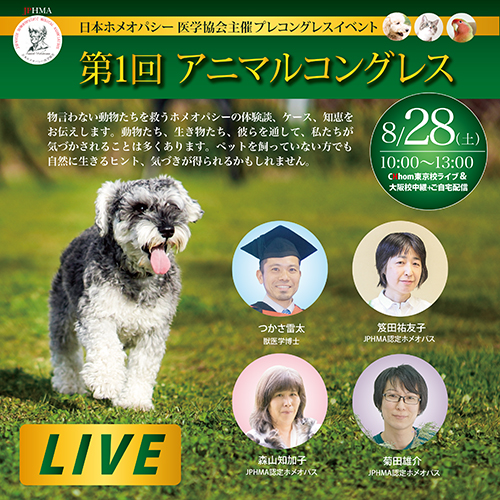 JPHMA
日本ホメオパシー 医学協会主催プレコングレスイベント
第1回 アニマルコングレス
物言わない動物たちを救うホメオパシーの体験談、ケース、知恵を
お伝えします。動物たち、生き物たち、彼らを通して、私たちが
気づかされることは多くあります。ペットを飼っていない方でも
自然に生きるヒント、気づきが得られるかもしれません。
8/28(土)
10:00〜13:00
CHhom東京校ライブ&
大阪校中継+ご自宅配信
つかさ雷太
獣医学博士
笈田祐友子
JPHMA認定ホメオパス
森山知加子
JPHMA認定ホメオパス
菊田雄介
JPHMA認定ホメオパス
LIVE